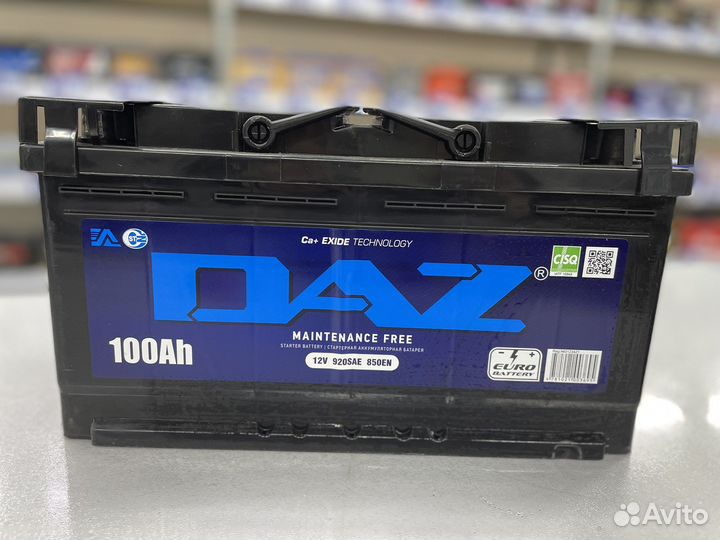 Ca+ EXIDE TECHNOLOGY
STZ
DAZ®
CISQ
100Ah
MAINTENANCE FREE
STARTER BATTERY | СТАРТЕРНАЯ АККУМУЛЯТОРНАЯ БАТАРЕЯ
12V 920SAE 850EN
- +
EURO
BATTERY
Avito